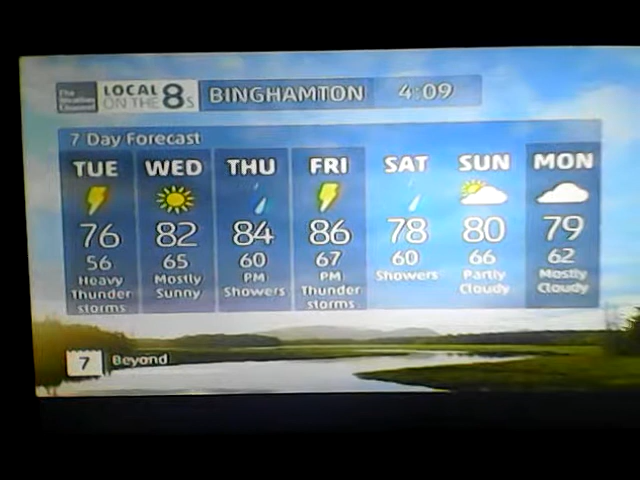 The Weather Channel
LOCAL
ON THE 8s
BINGHAMTON 4:09
7 Day Forecast
TUE WED THU FRI SAT SUN MON
76 82 84 86 78 80 79
56 65 60 67 60 66 62
Heavy Thunder storms
Mostly Sunny
PM Showers
PM Thunder storms
Showers
Partly Cloudy
Mostly Cloudy
7 Beyond